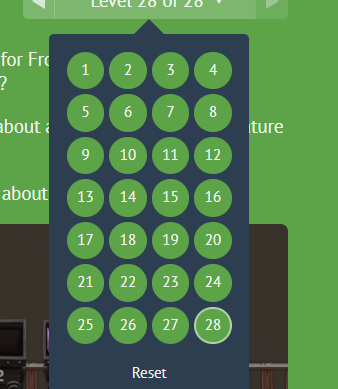 Level 28 of 28
for Fro
?
about a
ature
about
1 2 3 4
5 6 7 8
9 10 11 12
13 14 15 16
17 18 19 20
21 22 23 24
25 26 27 28
Reset